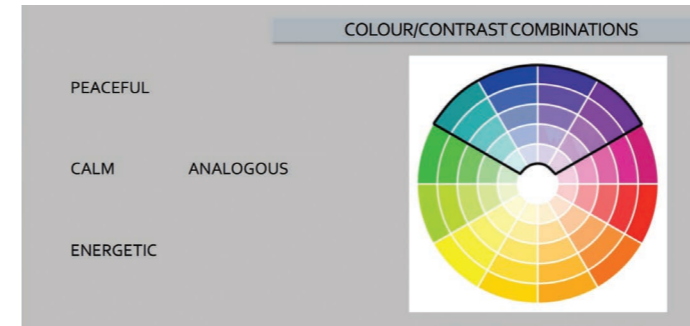 COLOUR/CONTRAST COMBINATIONS
PEACEFUL
CALM ANALOGOUS
ENERGETIC